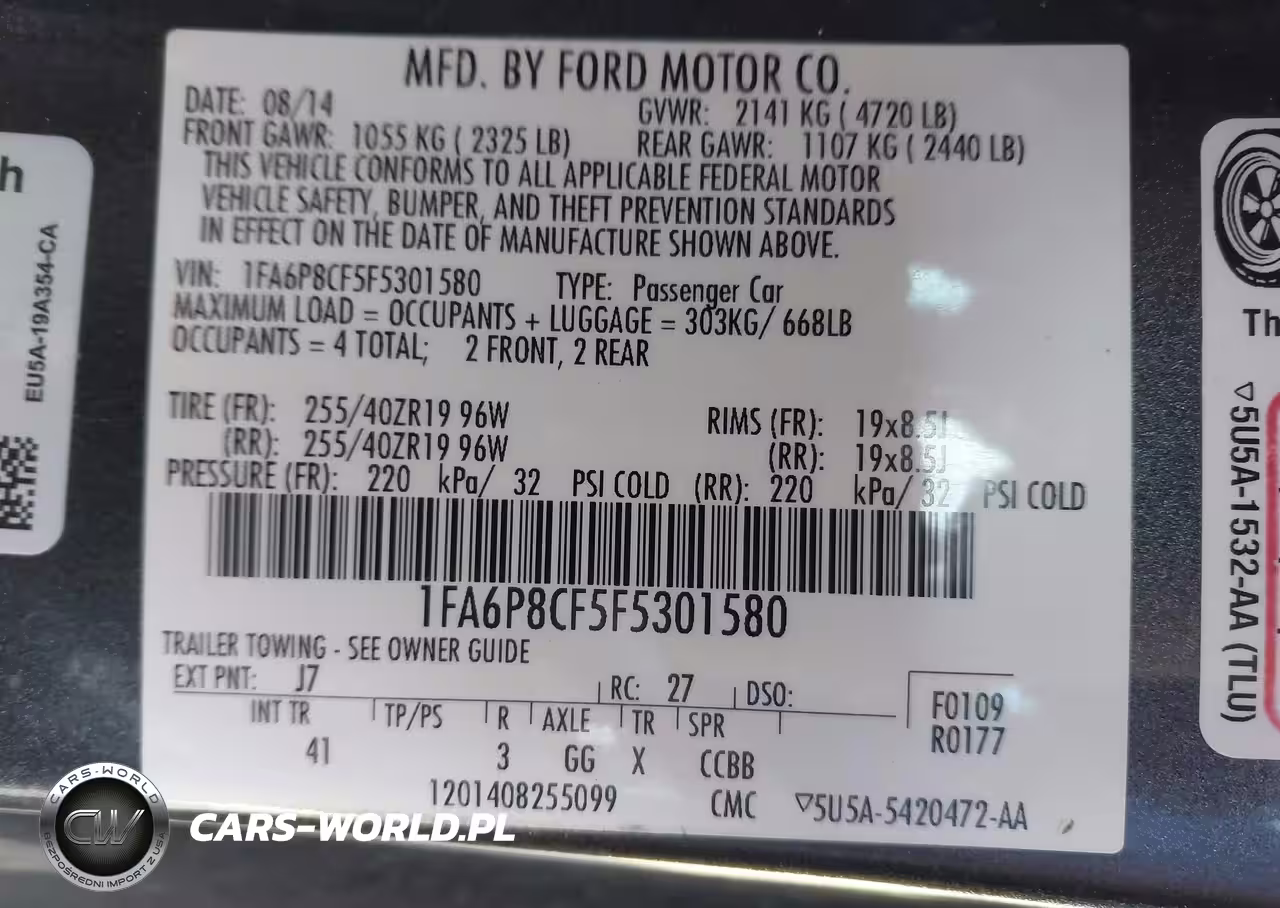 MFD. BY FORD MOTOR CO.
DATE: 08/14 GVWR: 2141 KG ( 4720 LB)
FRONT GAWR: 1055 KG ( 2325 LB) REAR GAWR: 1107 KG ( 2440 LB)
THIS VEHICLE CONFORMS TO ALL APPLICABLE FEDERAL MOTOR
VEHICLE SAFETY, BUMPER, AND THEFT PREVENTION STANDARDS
IN EFFECT ON THE DATE OF MANUFACTURE SHOWN ABOVE.
VIN: 1FA6P8CF5F5301580 TYPE: Passenger Car
MAXIMUM LOAD = OCCUPANTS + LUGGAGE = 303KG/ 668LB
OCCUPANTS = 4 TOTAL; 2 FRONT, 2 REAR
TIRE (FR): 255/40ZR19 96W RIMS (FR): 19x8.5J
(RR): 255/40ZR19 96W (RR): 19x8.5J
PRESSURE (FR): 220 kPa/ 32 PSI COLD (RR): 220 kPa/ 32 PSI COLD
1FA6P8CF5F5301580
TRAILER TOWING - SEE OWNER GUIDE
EXT PNT: J7 RC: 27 DSO: F0109
INT TR TP/PS R AXLE TR SPR R0177
41 3 GG X CCBB
1201408255099 CMC ▽5U5A-5420472-AA
h
EU5A-19A354-CA
Th
▽5U5A-1532-AA (TLU)
CARS-WORLD
CW
BEZPOŚREDNI IMPORT Z USA
CARS-WORLD.PL